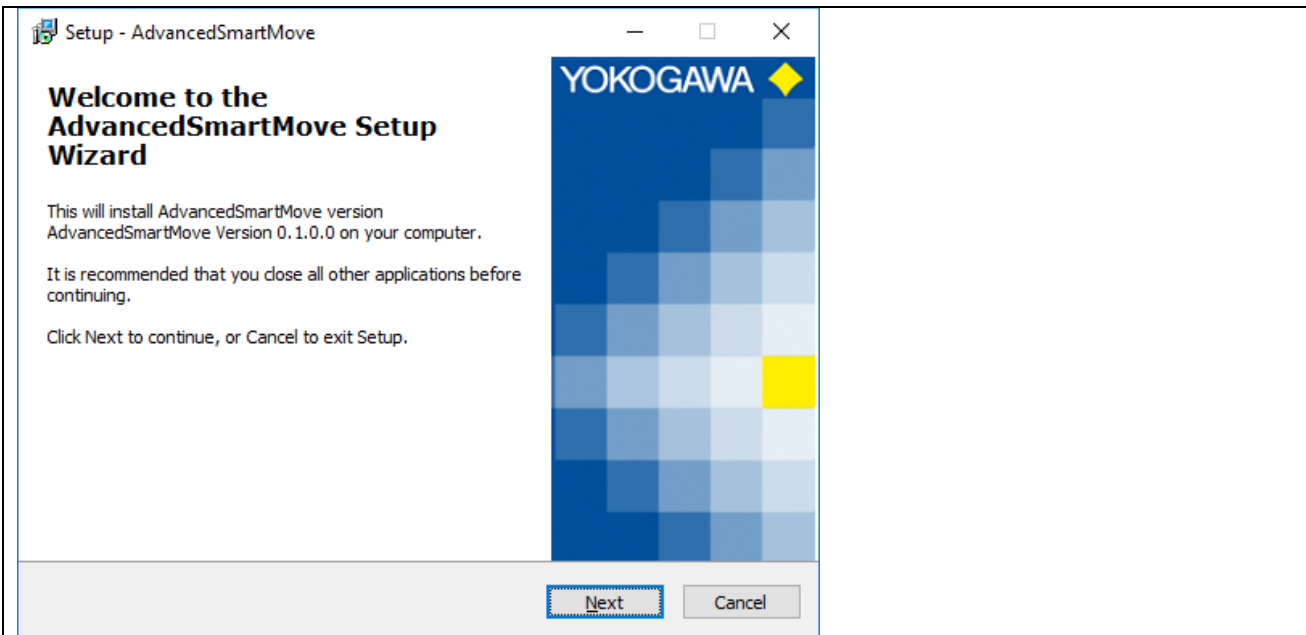 Setup - AdvancedSmartMove
YOKOGAWA
Welcome to the
AdvancedSmartMove Setup
Wizard
This will install AdvancedSmartMove version
AdvancedSmartMove Version 0.1.0.0 on your computer.
It is recommended that you close all other applications before
continuing.
Click Next to continue, or Cancel to exit Setup.
Next
Cancel